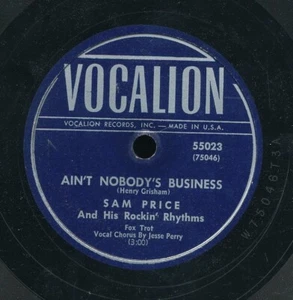 VOCALION
VOCALION RECORDS, INC. — MADE IN U.S.A.
55023
(75046)
AIN'T NOBODY'S BUSINESS
(Henry Grisham)
SAM PRICE
And His Rockin' Rhythms
Fox Trot
Vocal Chorus By Jesse Perry
(3:00)